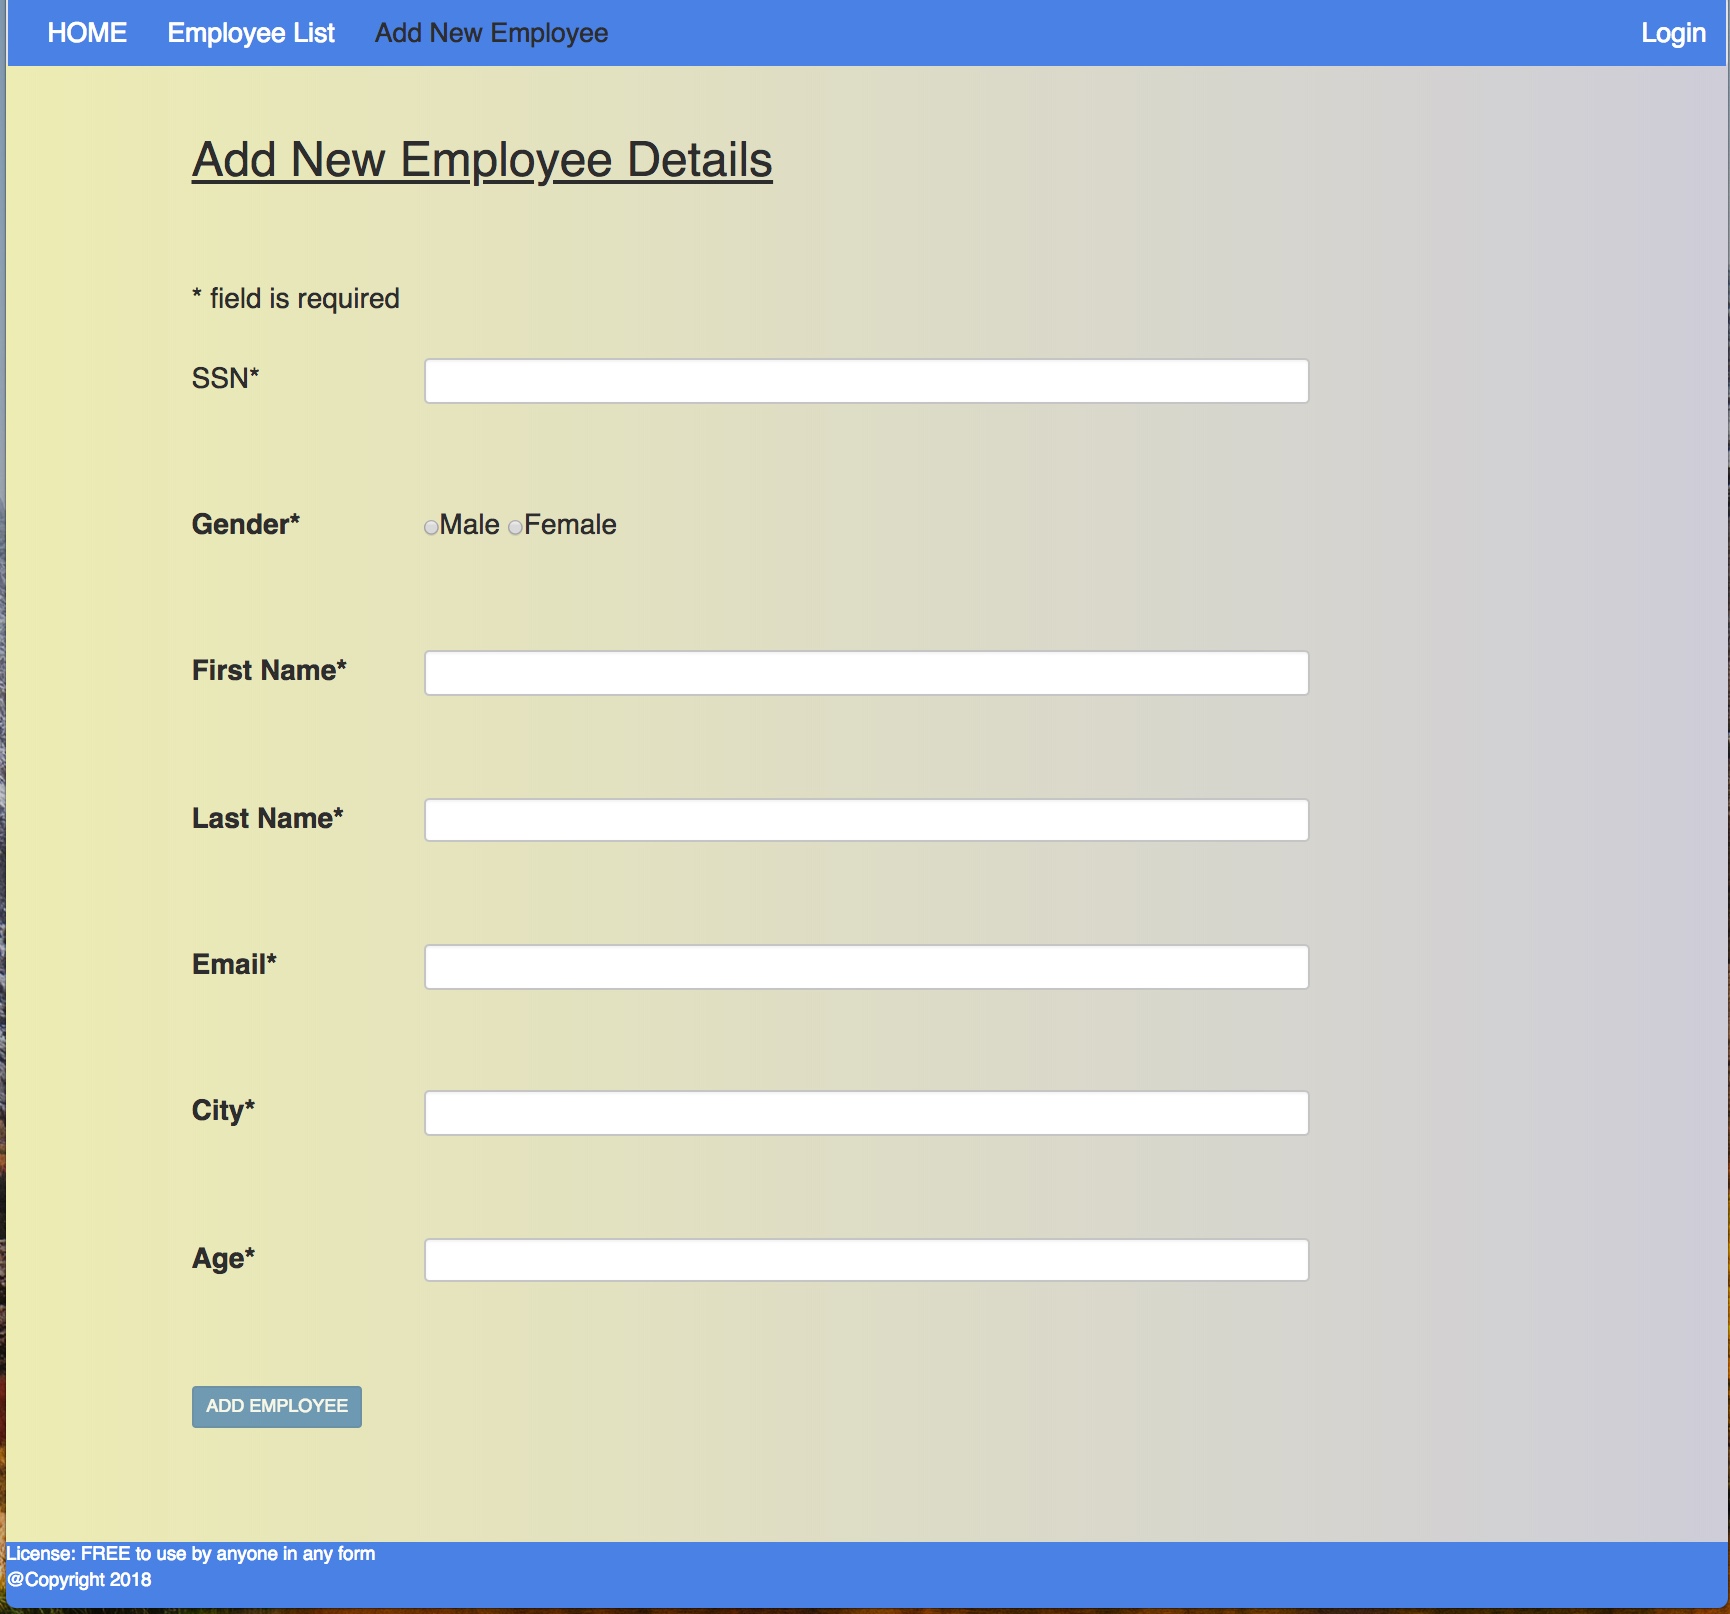 HOME Employee List Add New Employee Login
Add New Employee Details
* field is required
SSN*
Gender* Male Female
First Name*
Last Name*
Email*
City*
Age*
ADD EMPLOYEE
License: FREE to use by anyone in any form
@Copyright 2018